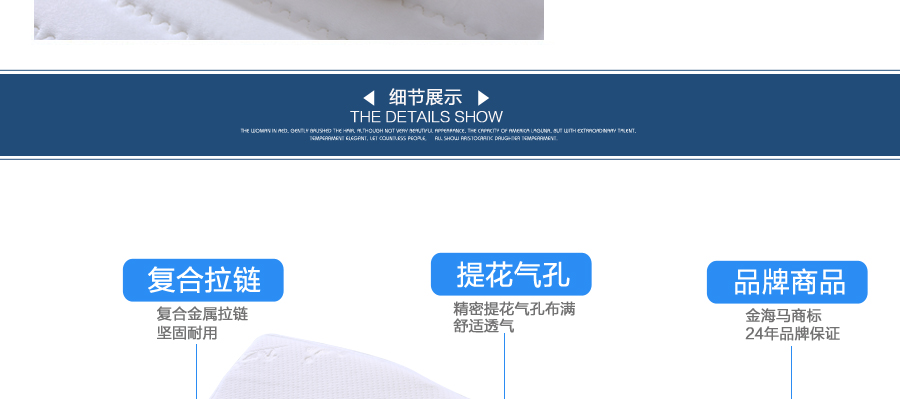 细节展示
THE DETAILS SHOW
THE WOMAN IN RED, GENTLY BRUSHED THE HAIR, ALTHOUGH NOT VERY BEAUTIFUL APPEARANCE, THE CAPACITY OF AMERICA LAGUNA, BUT WITH EXTRAORDINARY TALENT,
TEMPERAMENT ELEGANT, LET COUNTLESS PEOPLE, ALL SHOW ARISTOCRATIC DAUGHTER TEMPERAMENT.
复合拉链
复合金属拉链
坚固耐用
提花气孔
精密提花气孔布满
舒适透气
品牌商品
金海马商标
24年品牌保证